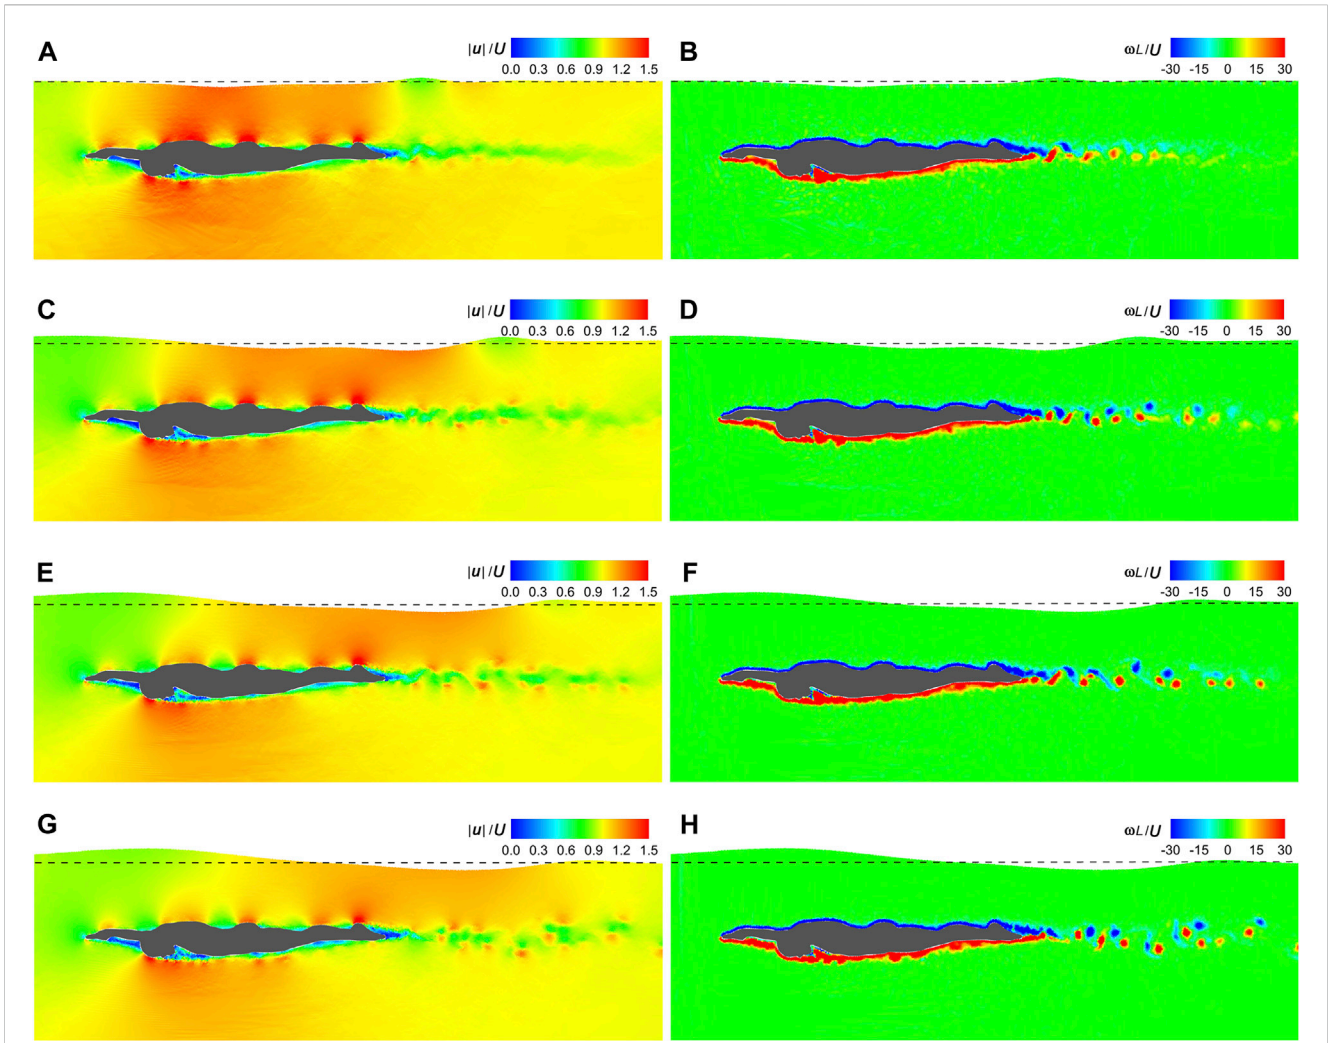 A |u|/U 0.0 0.3 0.6 0.9 1.2 1.5
B ωL/U -30 -15 0 15 30
C |u|/U 0.0 0.3 0.6 0.9 1.2 1.5
D ωL/U -30 -15 0 15 30
E |u|/U 0.0 0.3 0.6 0.9 1.2 1.5
F ωL/U -30 -15 0 15 30
G |u|/U 0.0 0.3 0.6 0.9 1.2 1.5
H ωL/U -30 -15 0 15 30